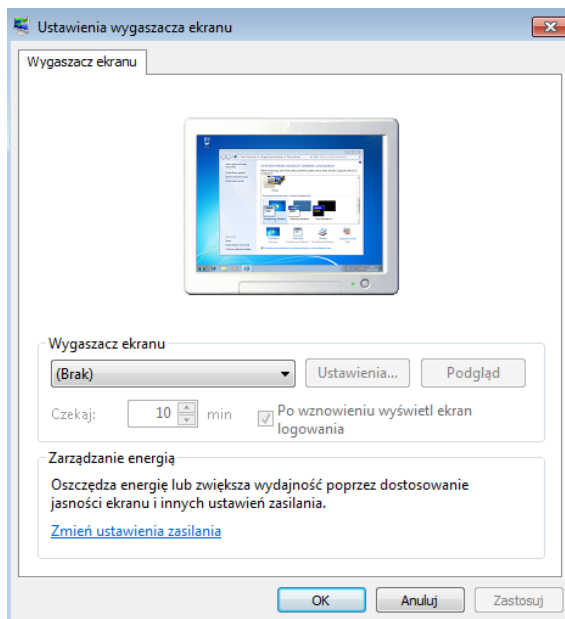 Ustawienia wygaszacza ekranu
Wygaszacz ekranu
Wygaszacz ekranu
(Brak)
Ustawienia...
Podgląd
Czekaj: 10 min
Po wznowieniu wyświetl ekran
logowania
Zarządzanie energią
Oszczędza energię lub zwiększa wydajność poprzez dostosowanie
jasności ekranu i innych ustawień zasilania.
Zmień ustawienia zasilania
OK
Anuluj
Zastosuj